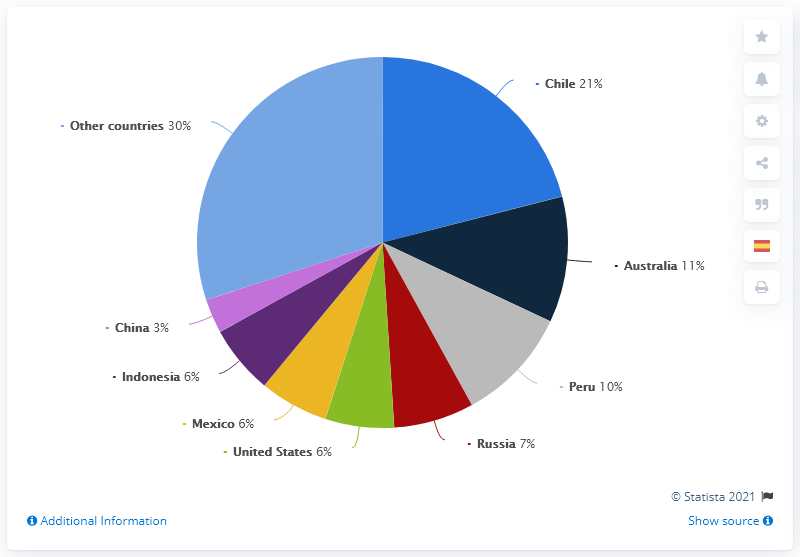 Chile 21%
Other countries 30%
Australia 11%
China 3%
Indonesia 6%
Peru 10%
Mexico 6%
Russia 7%
United States 6%
© Statista 2021
Additional Information
Show source